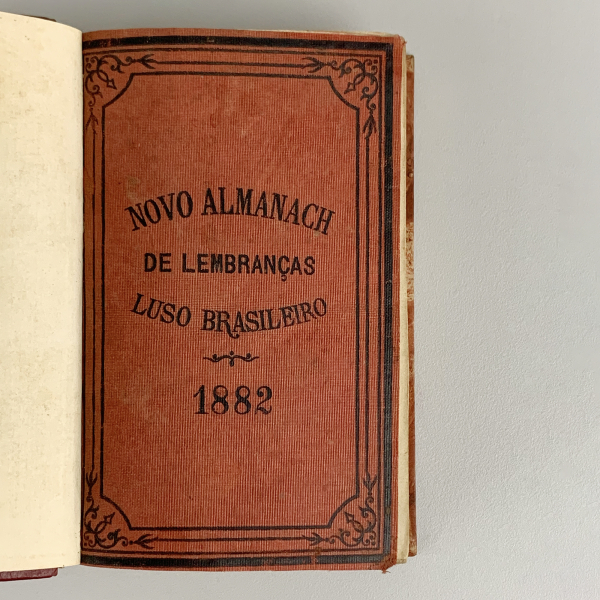 NOVO ALMANACH
DE LEMBRANÇAS
LUSO BRASILEIRO
1882